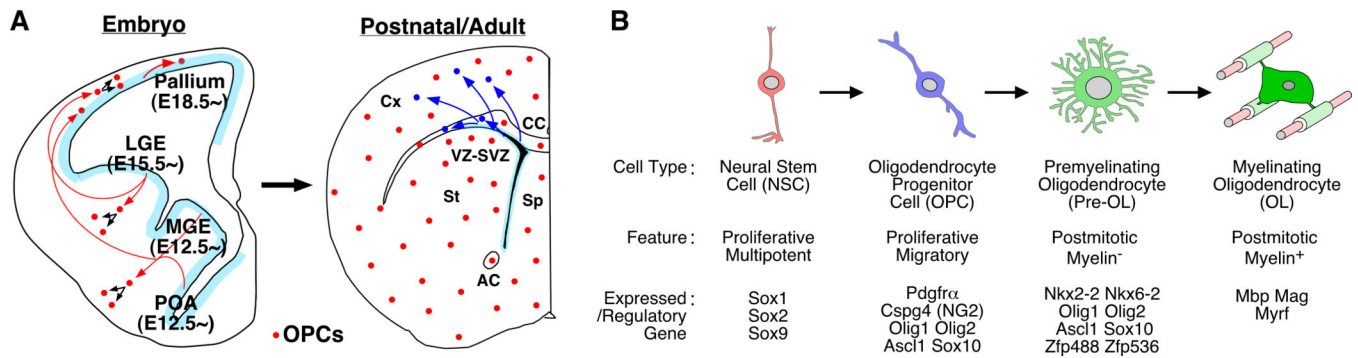 A
Embryo
Pallium
(E18.5~)
LGE
(E15.5~)
MGE
(E12.5~)
POA
(E12.5~)
OPCs
Postnatal/Adult
Cx
CC
VZ-SVZ
St
Sp
AC
B
Cell Type :
Neural Stem
Cell (NSC)
Oligodendrocyte
Progenitor
Cell (OPC)
Premyelinating
Oligodendrocyte
(Pre-OL)
Myelinating
Oligodendrocyte
(OL)
Feature :
Proliferative
Multipotent
Proliferative
Migratory
Postmitotic
Myelin⁻
Postmitotic
Myelin⁺
Expressed :
/Regulatory
Gene
Sox1
Sox2
Sox9
Pdgfrα
Cspg4 (NG2)
Olig1 Olig2
Ascl1 Sox10
Nkx2-2 Nkx6-2
Olig1 Olig2
Ascl1 Sox10
Zfp488 Zfp536
Mbp Mag
Myrf